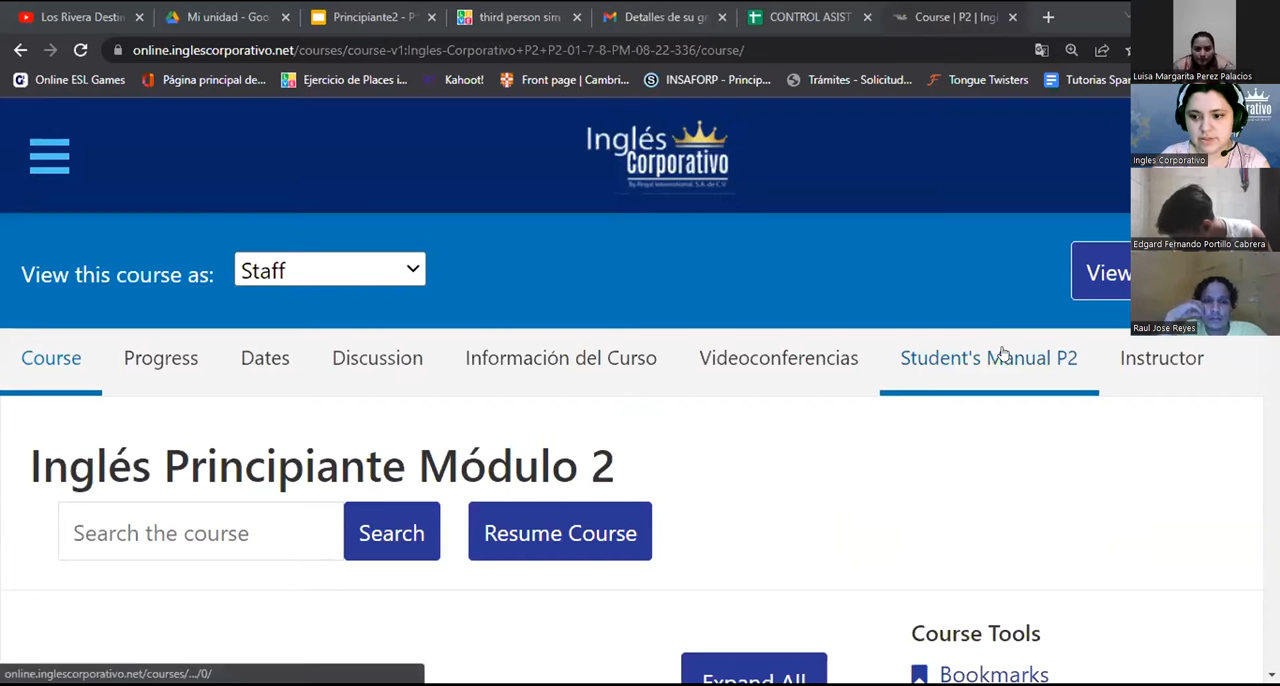 Los Rivera Desti
Mi unidad - Goo
Principiante2 - P
third person sim
Detalles de su g
CONTROL ASIST
Course | P2 | Ingl
online.inglescorporativo.net/courses/course-v1:Ingles-Corporativo+P2+P2-01-7-8-PM-08-22-336/course/
Online ESL Games
Página principal de...
Ejercicio de Places i...
Kahoot!
Front page | Cambri...
INSAFORP - Princip...
Trámites - Solicitud...
Tongue Twisters
Tutorias Spa
Luisa Margarita Perez Palacios
Ingles Corporativo
Edgard Fernando Portillo Cabrera
Raul Jose Reyes
Inglés
Corporativo
View this course as:
Staff
View
Course
Progress
Dates
Discussion
Información del Curso
Videoconferencias
Student's Manual P2
Instructor
Inglés Principiante Módulo 2
Search the course
Search
Resume Course
Course Tools
Expand All
Bookmarks
online.inglescorporativo.net/courses/.../0/